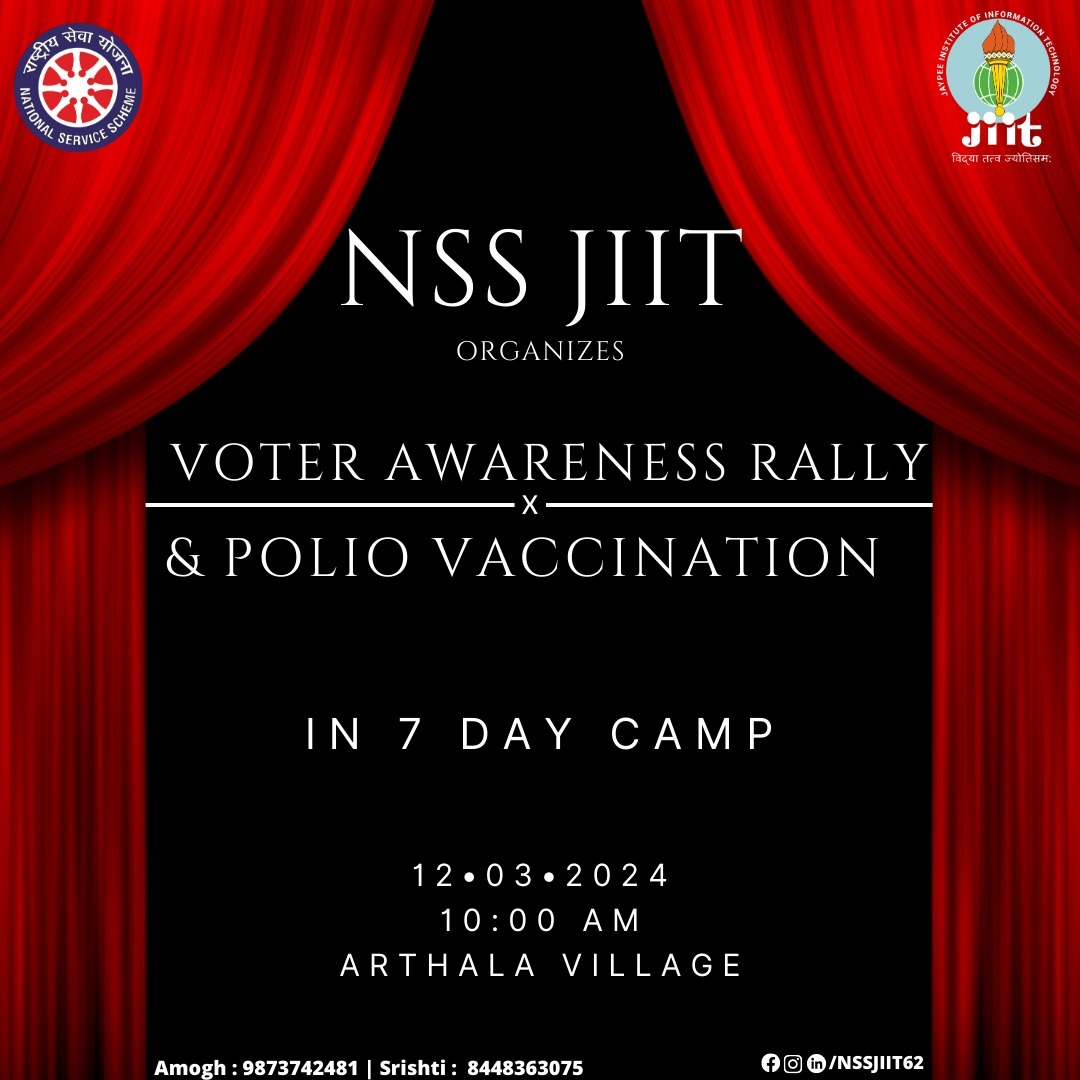 राष्ट्रीय सेवा योजना
NATIONAL SERVICE SCHEME
JAYPEE INSTITUTE OF INFORMATION TECHNOLOGY
jiit
विद्या तत्व ज्योतिसम:
NSS JIIT
ORGANIZES
VOTER AWARENESS RALLY
X
& POLIO VACCINATION
IN 7 DAY CAMP
12•03•2024
10:00 AM
ARTHALA VILLAGE
Amogh : 9873742481 | Srishti : 8448363075
/NSSJIIT62